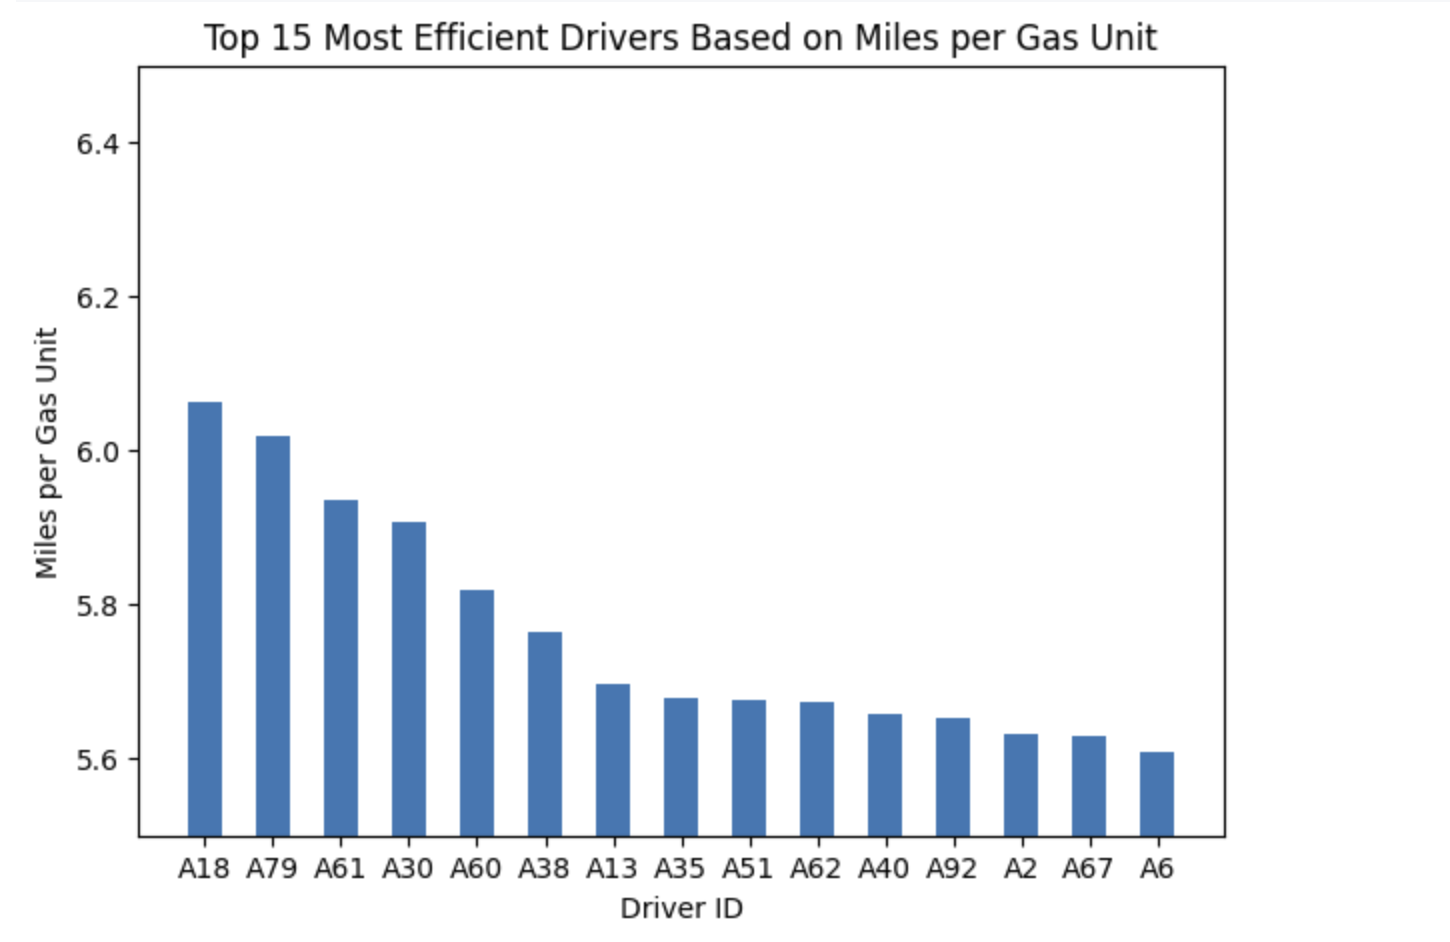 Top 15 Most Efficient Drivers Based on Miles per Gas Unit
Miles per Gas Unit
6.4
6.2
6.0
5.8
5.6
A18 A79 A61 A30 A60 A38 A13 A35 A51 A62 A40 A92 A2 A67 A6
Driver ID